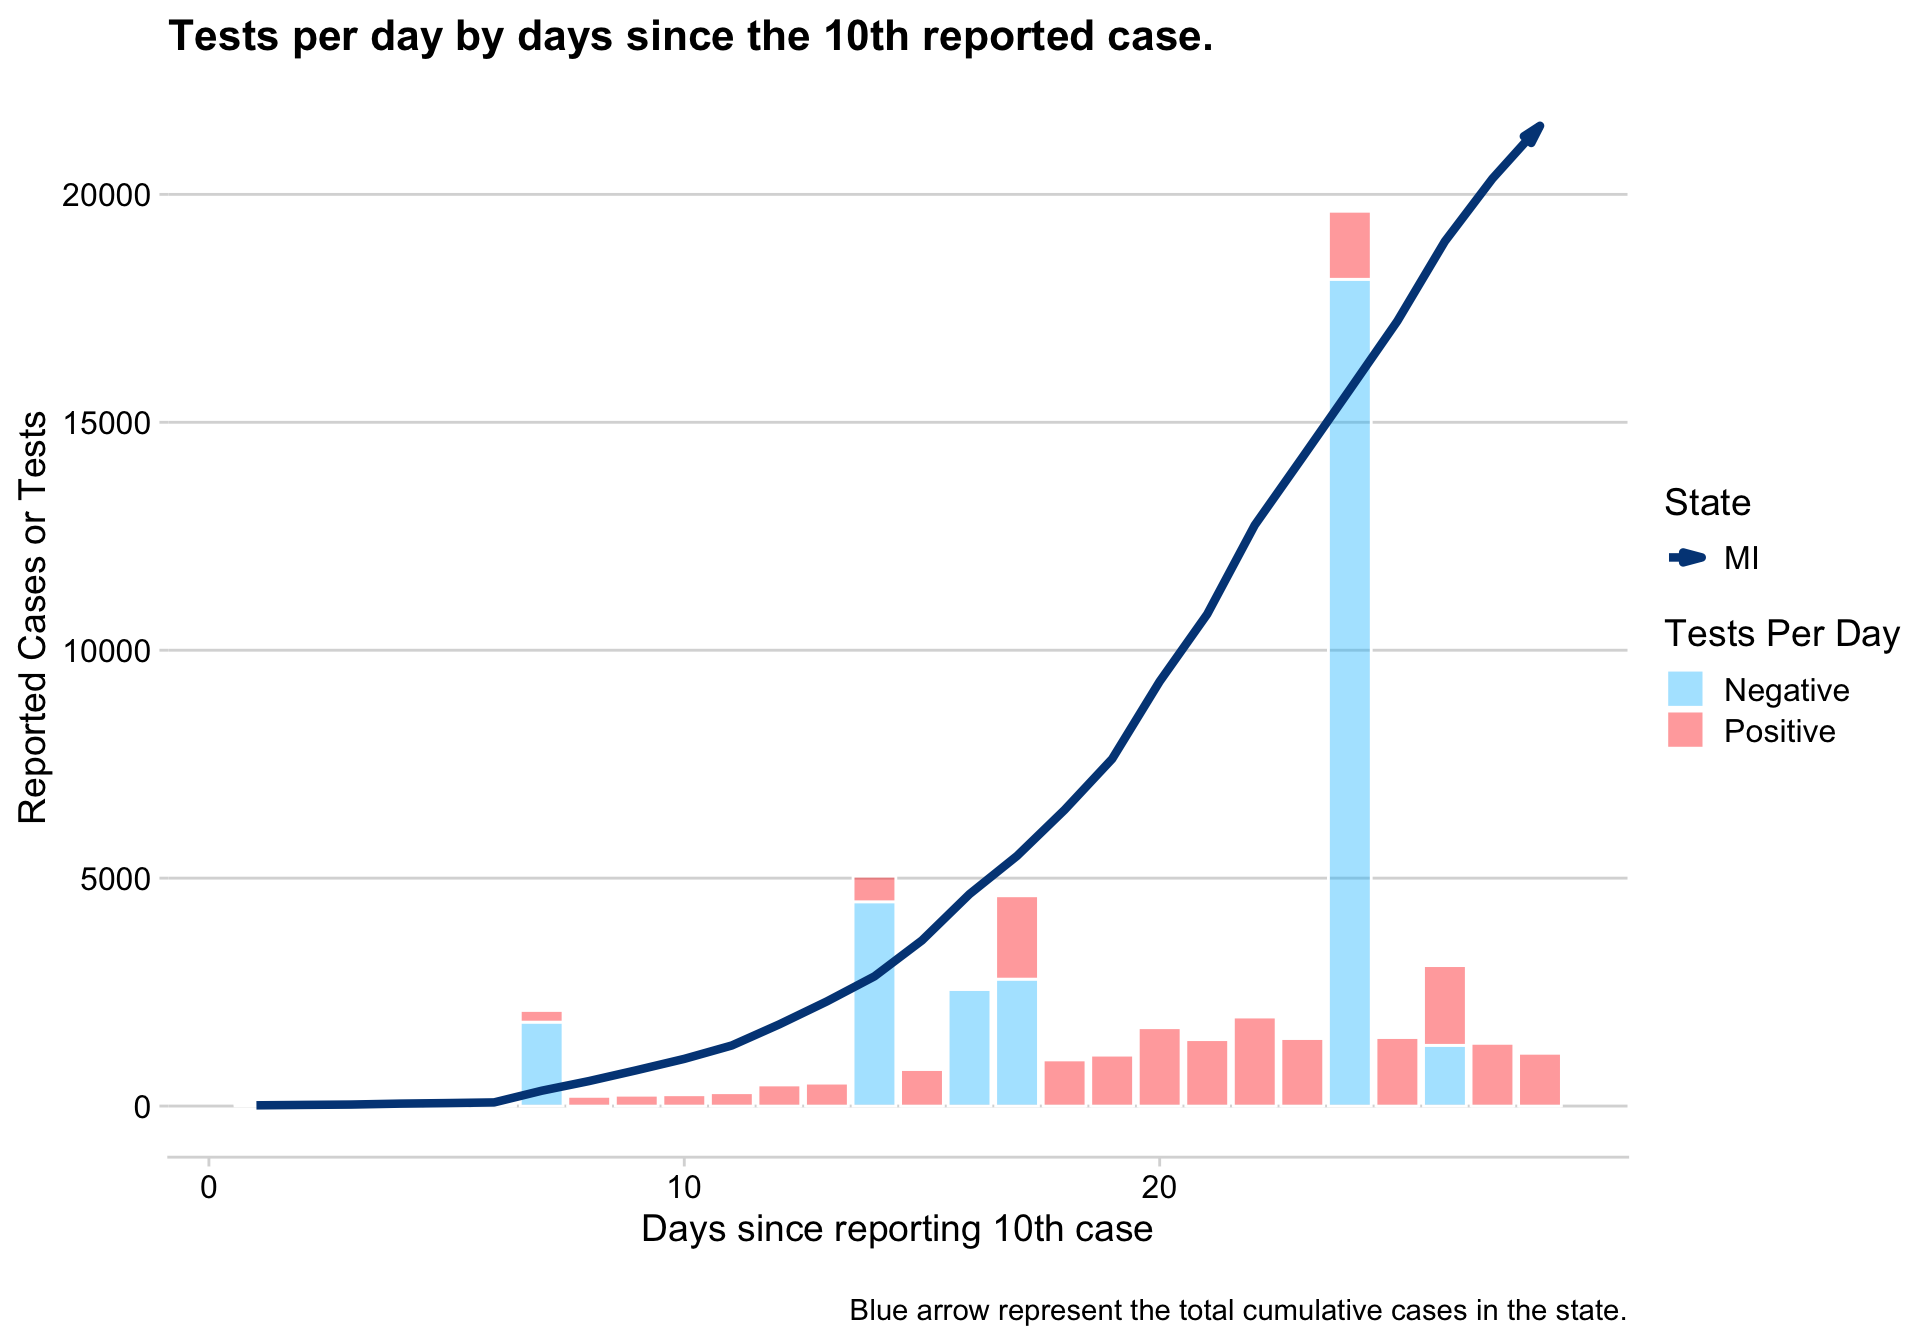 Tests per day by days since the 10th reported case.
20000
15000
10000
5000
0
Reported Cases or Tests
0
10
20
Days since reporting 10th case
State
MI
Tests Per Day
Negative
Positive
Blue arrow represent the total cumulative cases in the state.